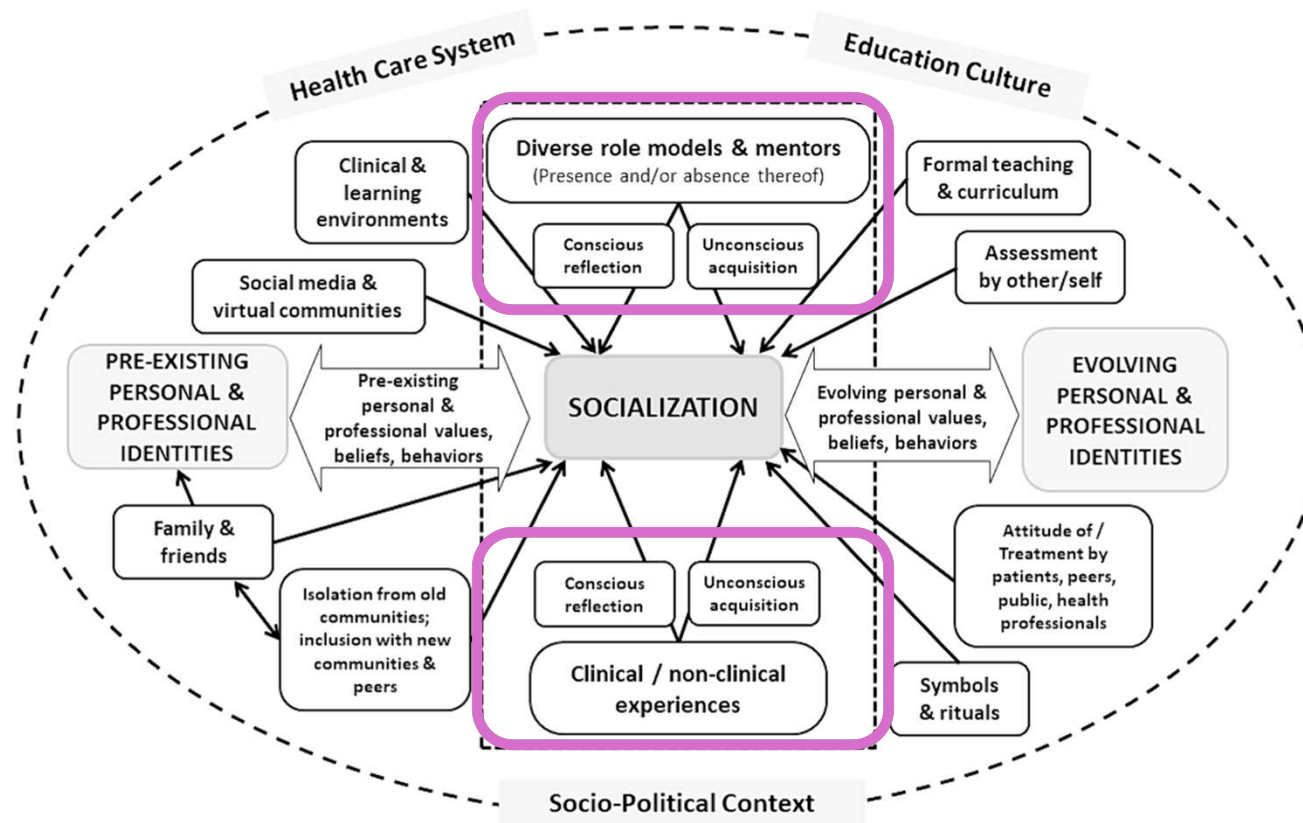 Health Care System
Education Culture
Clinical &
learning
environments
Diverse role models & mentors
(Presence and/or absence thereof)
Formal teaching
& curriculum
Conscious
reflection
Unconscious
acquisition
Social media &
virtual communities
Assessment
by other/self
PRE-EXISTING
PERSONAL &
PROFESSIONAL
IDENTITIES
Pre-existing
personal &
professional values,
beliefs, behaviors
SOCIALIZATION
Evolving personal &
professional values,
beliefs, behaviors
EVOLVING
PERSONAL &
PROFESSIONAL
IDENTITIES
Family &
friends
Isolation from old
communities;
inclusion with new
communities &
peers
Conscious
reflection
Unconscious
acquisition
Clinical / non-clinical
experiences
Attitude of /
Treatment by
patients, peers,
public, health
professionals
Symbols
& rituals
Socio-Political Context